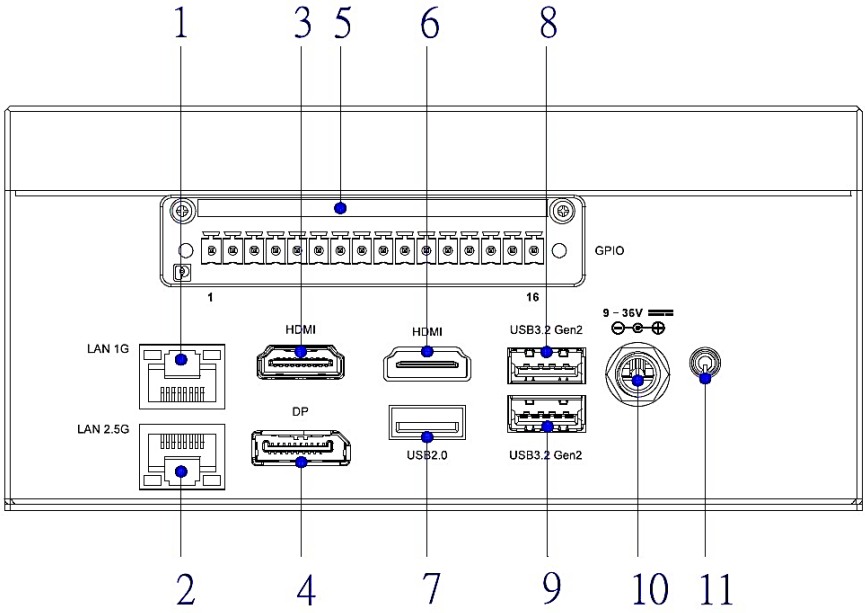 1 3 5 6 8
GPIO
1 16
9 – 36V
HDMI HDMI USB3.2 Gen2
LAN 1G
DP
LAN 2.5G
USB2.0 USB3.2 Gen2
2 4 7 9 10 11